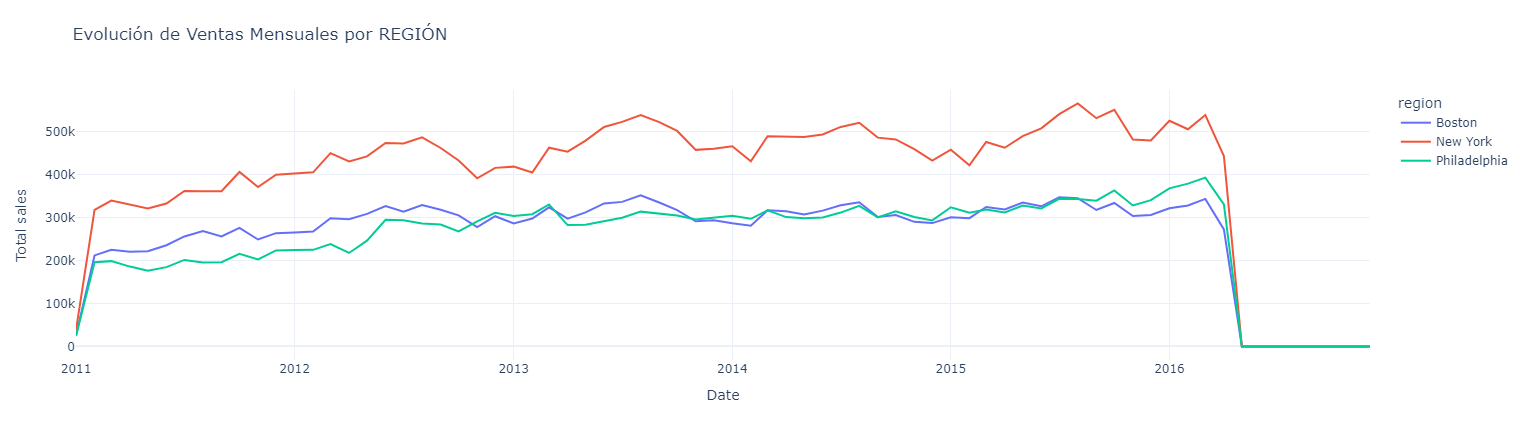 Evolución de Ventas Mensuales por REGIÓN
region
Boston
New York
Philadelphia
Total sales
500k
400k
300k
200k
100k
0
2011 2012 2013 2014 2015 2016
Date